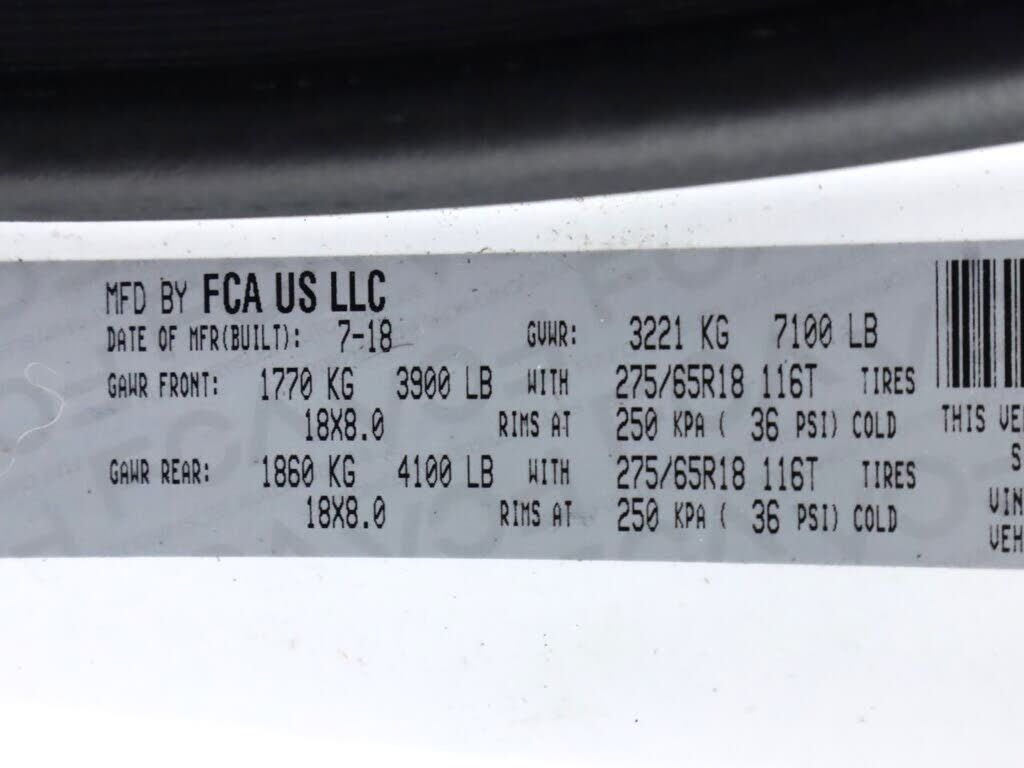 MFD BY FCA US LLC
DATE OF MFR(BUILT): 7-18 GVWR: 3221 KG 7100 LB
GAWR FRONT: 1770 KG 3900 LB WITH 275/65R18 116T TIRES
18X8.0 RIMS AT 250 KPA ( 36 PSI) COLD
THIS
GAWR REAR: 1860 KG 4100 LB WITH 275/65R18 116T TIRES
18X8.0 RIMS AT 250 KPA ( 36 PSI) COLD
VIN